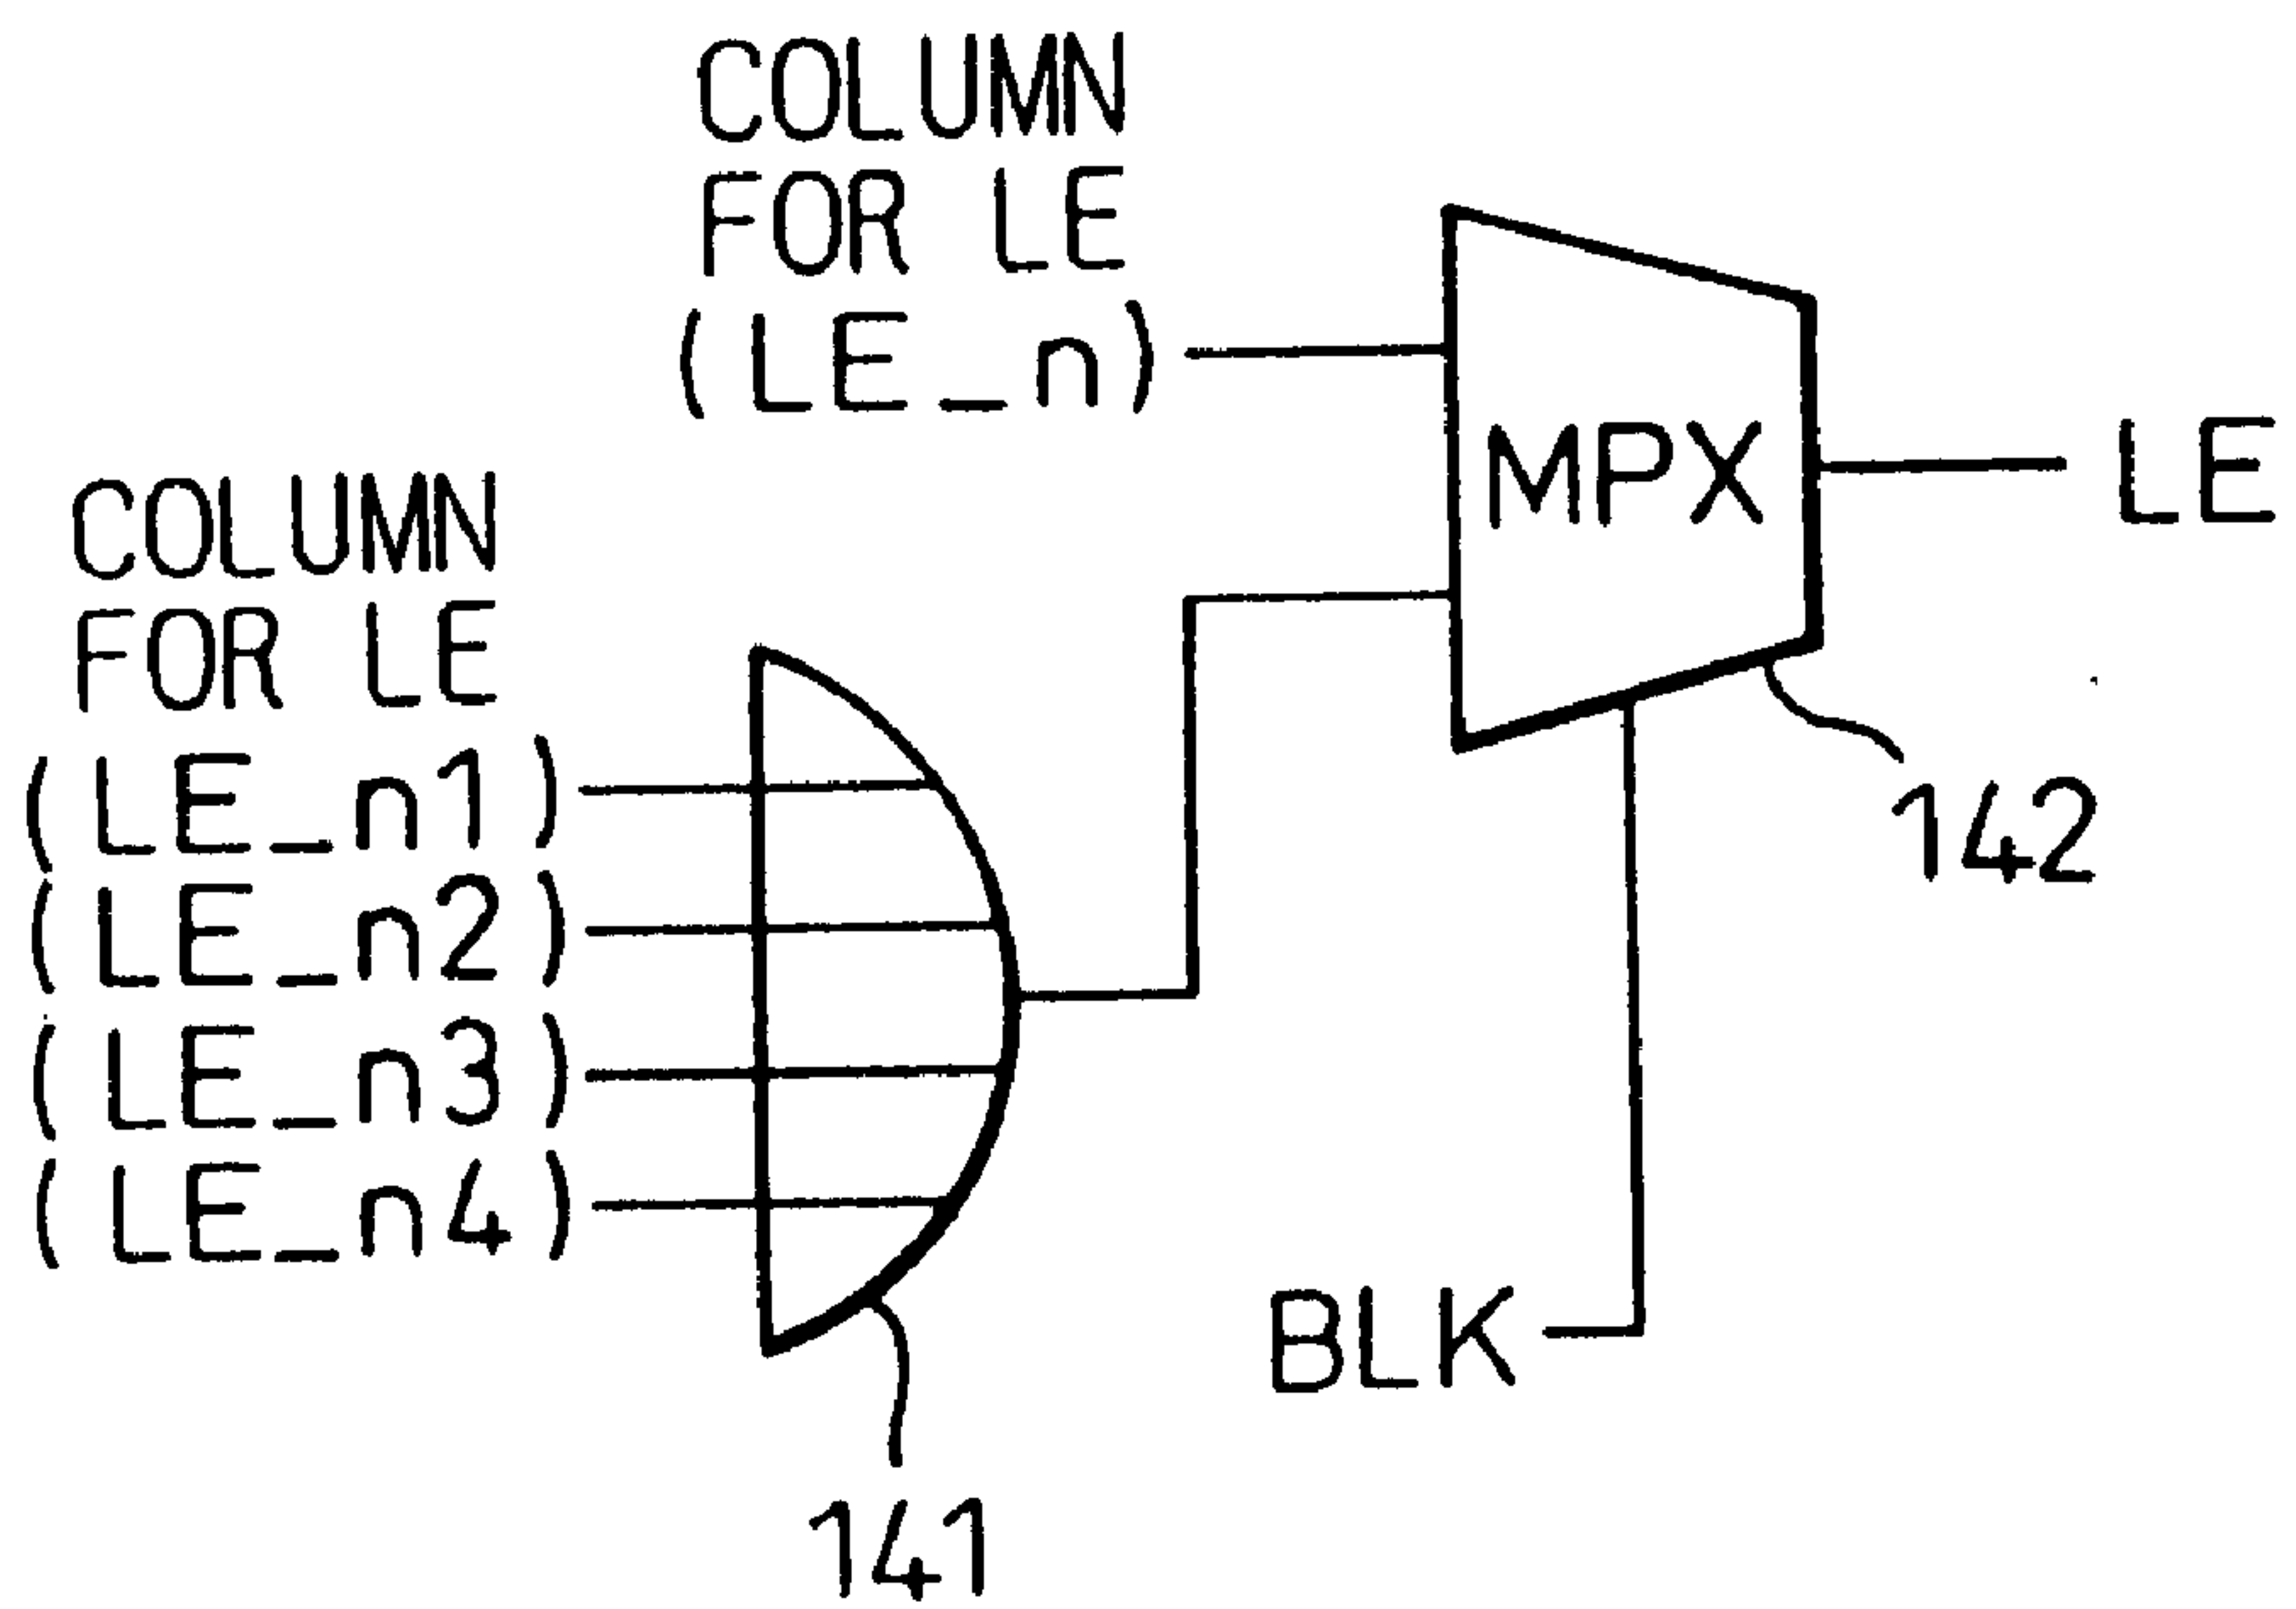 COLUMN
FOR LE
(LE_n)
MPX
LE
COLUMN
FOR LE
(LE_n1)
(LE_n2)
(LE_n3)
(LE_n4)
142
BLK
141